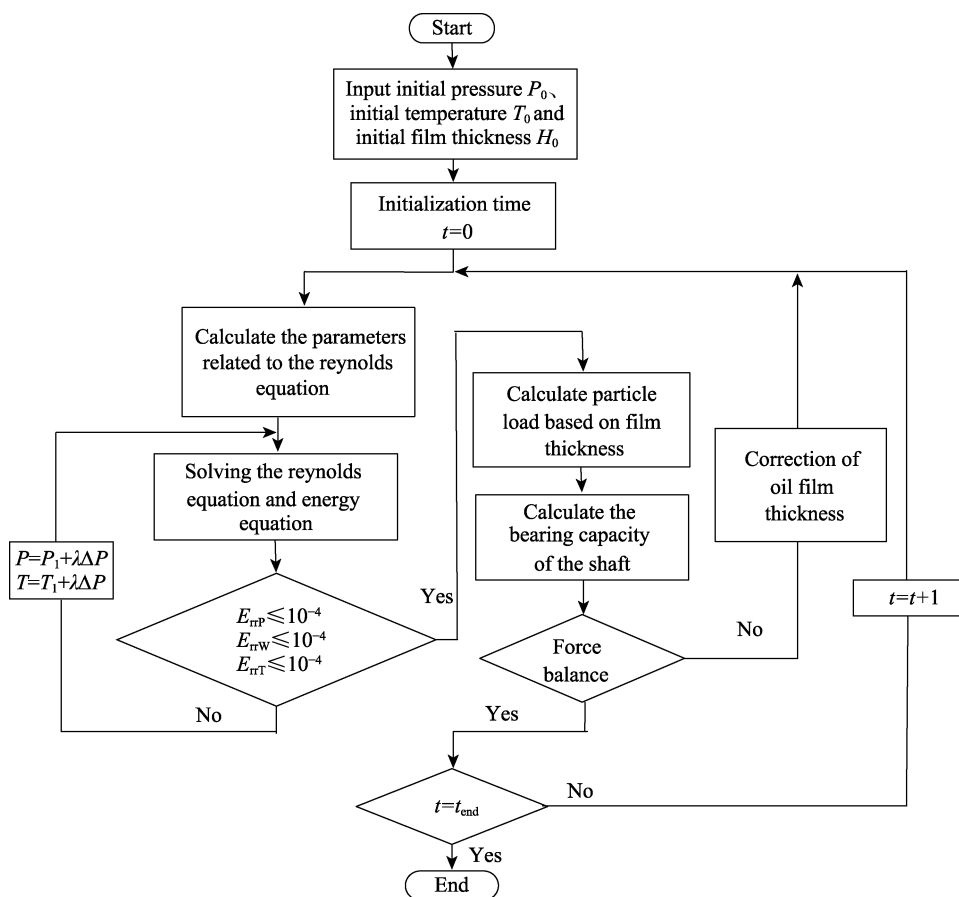 Start
Input initial pressure P₀、
initial temperature T₀ and
initial film thickness H₀
Initialization time
t=0
Calculate the parameters
related to the reynolds
equation
Solving the reynolds
equation and energy
equation
P=P₁+λΔP
T=T₁+λΔP
ErrP≤10⁻⁴
ErrW≤10⁻⁴
ErrT≤10⁻⁴
Yes
No
Calculate particle
load based on film
thickness
Calculate the
bearing capacity
of the shaft
Force
balance
No
Correction of
oil film
thickness
Yes
t=t+1
t=tend
No
Yes
End